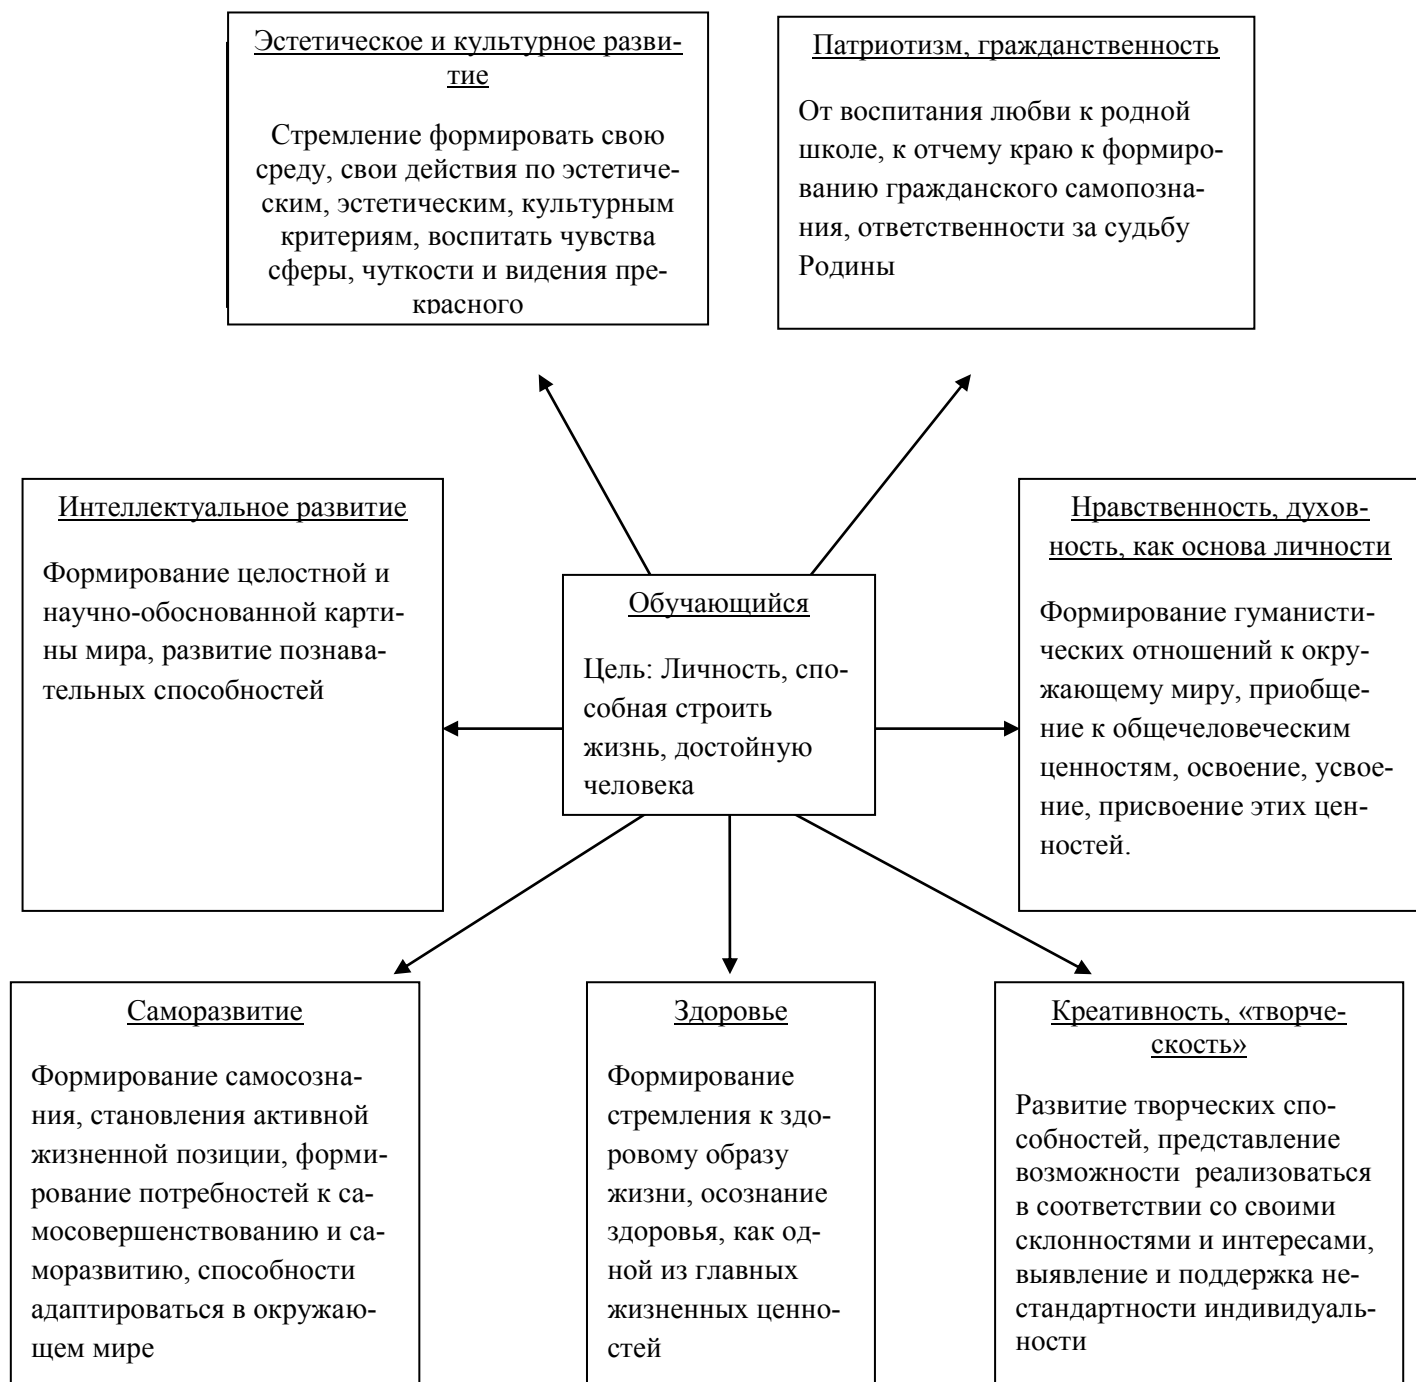 Эстетическое и культурное разви-
тие
Стремление формировать свою
среду, свои действия по эстетиче-
ским, эстетическим, культурным
критериям, воспитать чувства
сферы, чуткости и видения пре-
красного
Патриотизм, гражданственность
От воспитания любви к родной
школе, к отчему краю к формиро-
ванию гражданского самопозна-
ния, ответственности за судьбу
Родины
Интеллектуальное развитие
Формирование целостной и
научно-обоснованной карти-
ны мира, развитие познава-
тельных способностей
Обучающийся
Цель: Личность, спо-
собная строить
жизнь, достойную
человека
Нравственность, духов-
ность, как основа личности
Формирование гуманисти-
ческих отношений к окру-
жающему миру, приобще-
ние к общечеловеческим
ценностям, освоение, усвое-
ние, присвоение этих цен-
ностей.
Саморазвитие
Формирование самосозна-
ния, становления активной
жизненной позиции, форми-
рование потребностей к са-
мосовершенствованию и са-
моразвитию, способности
адаптироваться в окружаю-
щем мире
Здоровье
Формирование
стремления к здо-
ровому образу
жизни, осознание
здоровья, как од-
ной из главных
жизненных ценно-
стей
Креативность, «творче-
скость»
Развитие творческих спо-
собностей, представление
возможности  реализоваться
в соответствии со своими
склонностями и интересами,
выявление и поддержка не-
стандартности индивидуаль-
ности